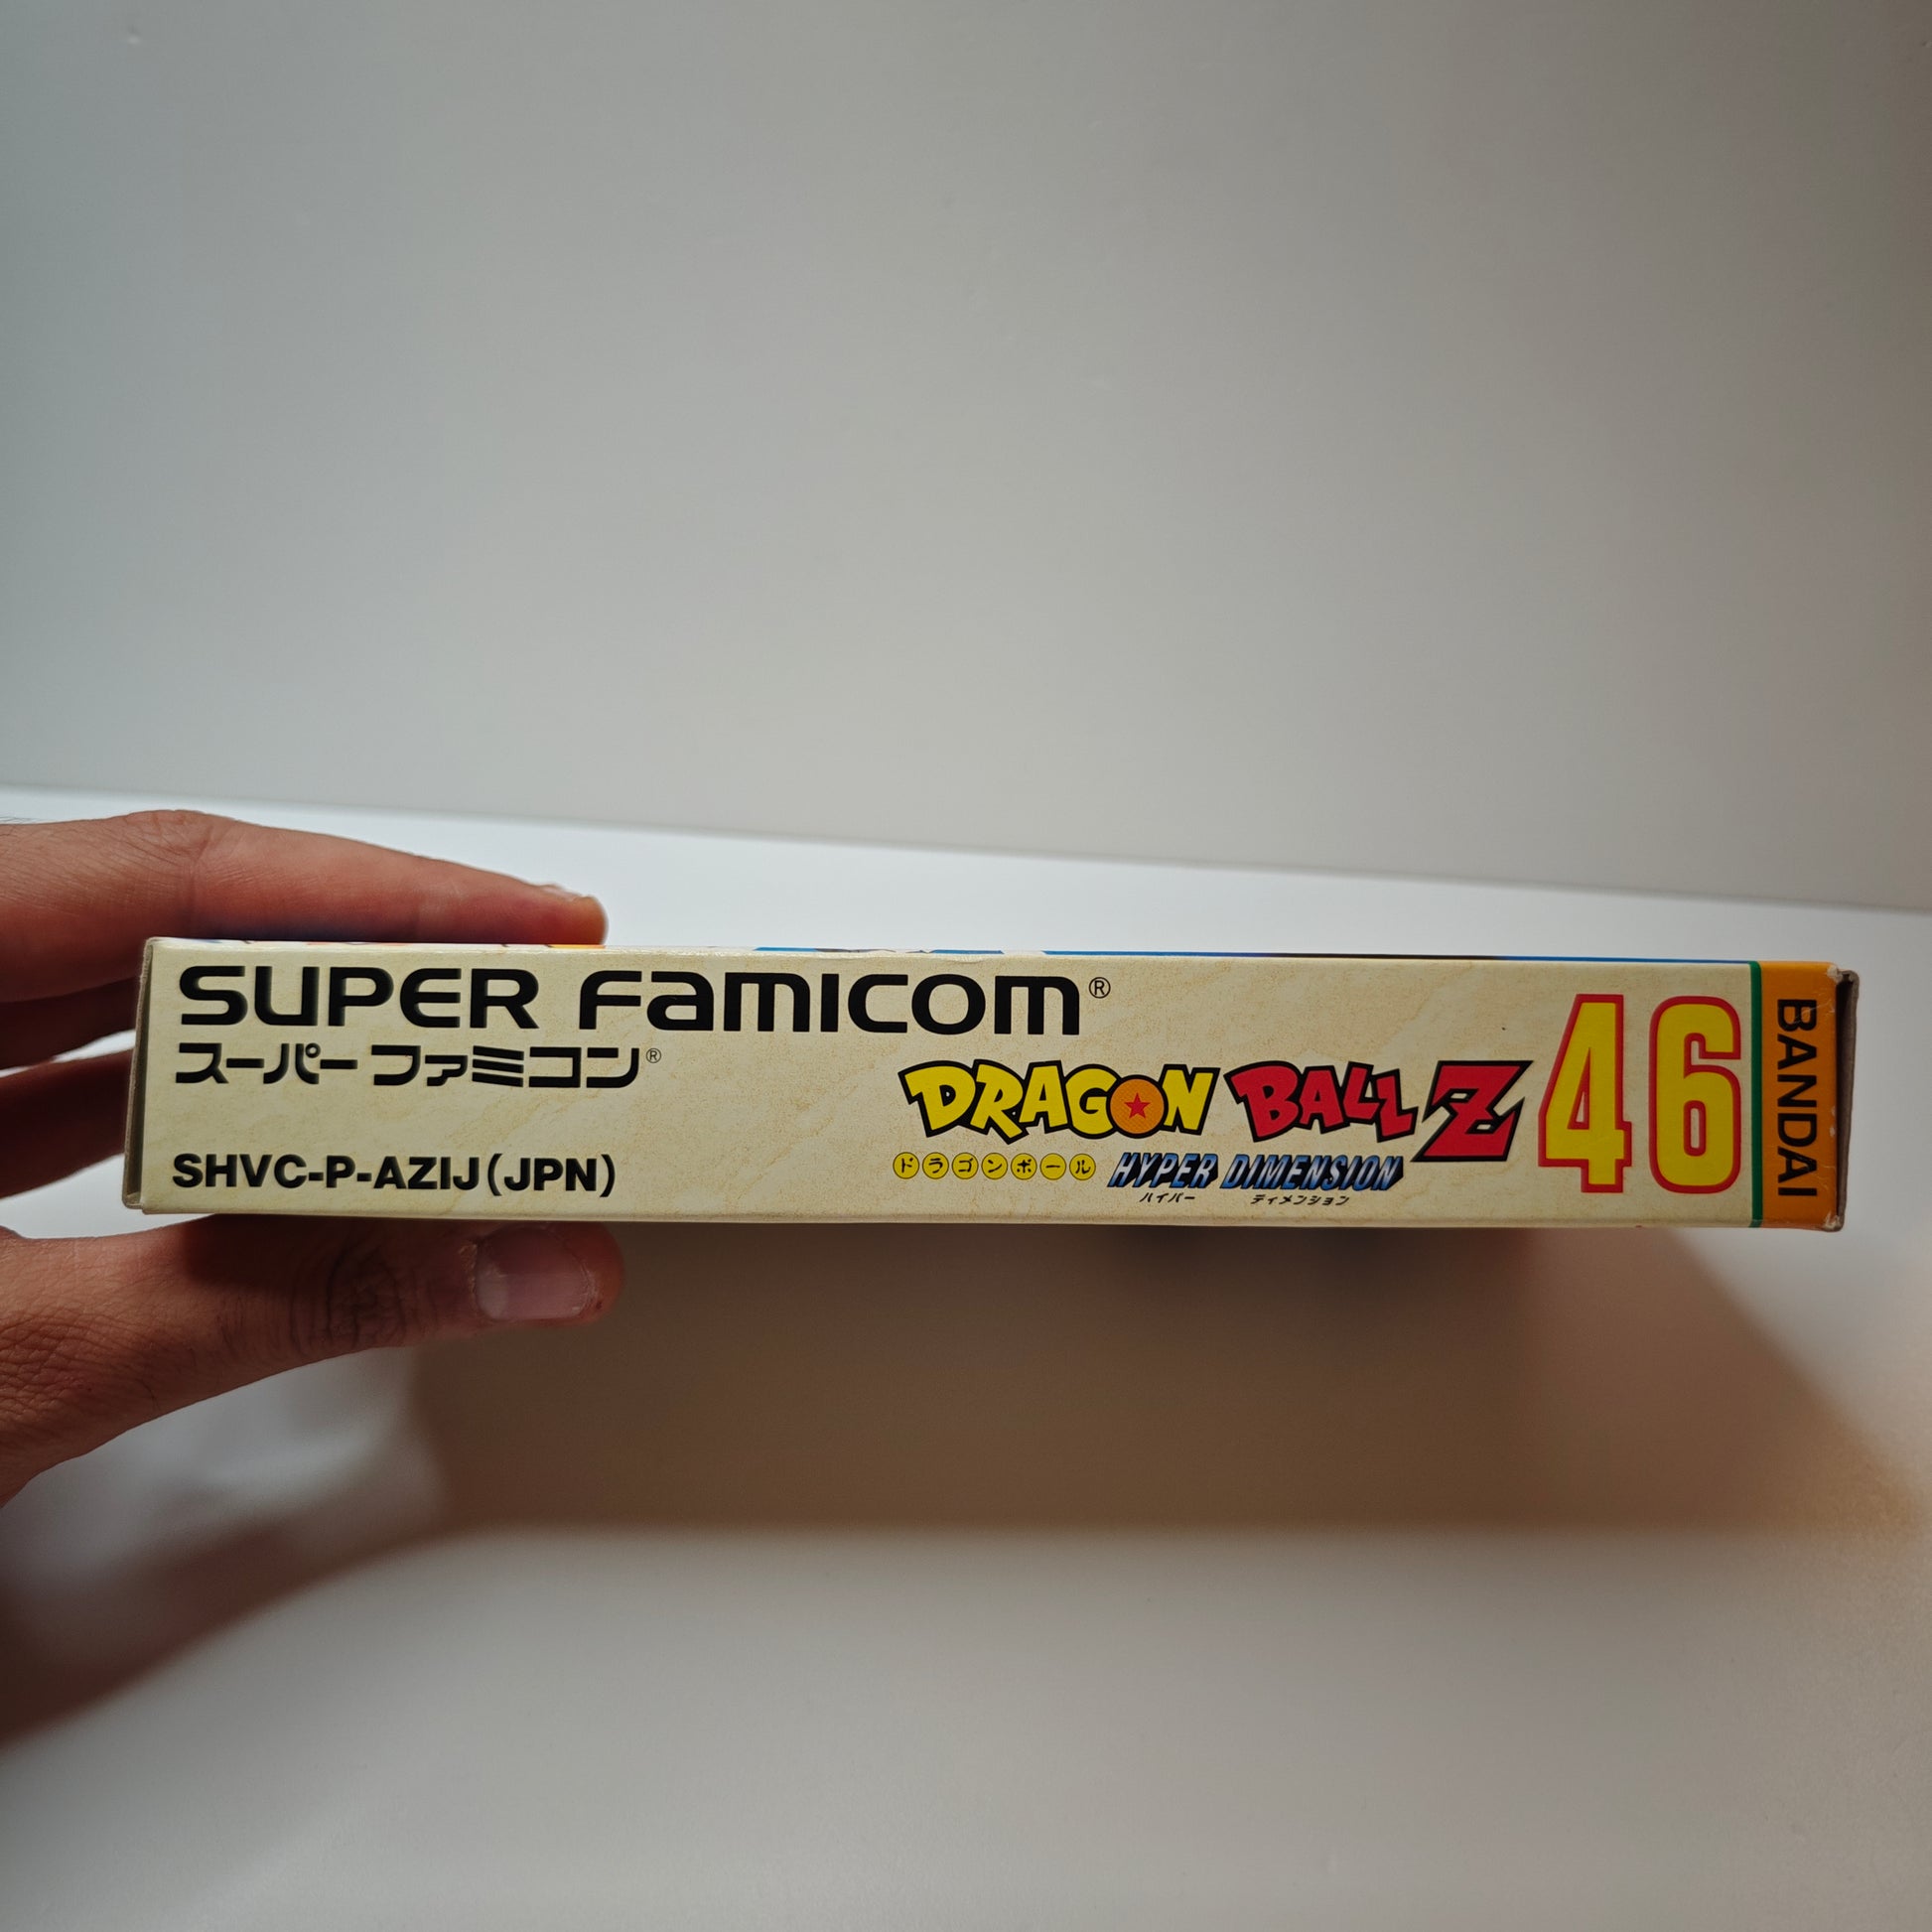 SUPER FAMICOM®
スーパーファミコン®
SHVC-P-AZIJ(JPN)
DRAGON BALL Z
ドラゴンボール
HYPER DIMENSION
ハイパー ディメンション
46
BANDAI